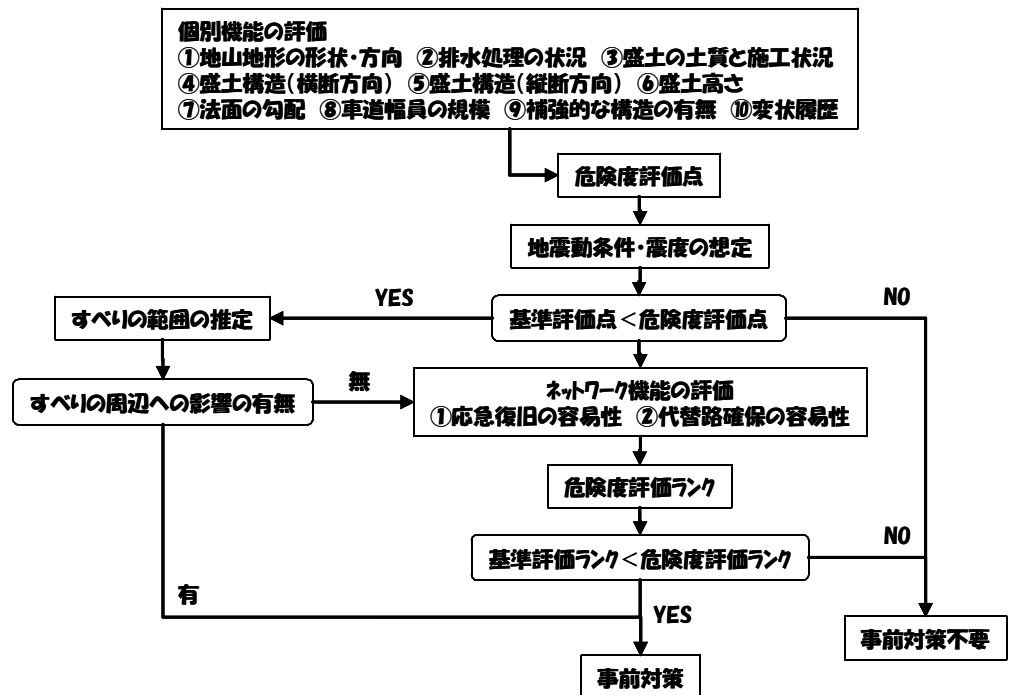 個別機能の評価
①地山地形の形状・方向 ②排水処理の状況 ③盛土の土質と施工状況
④盛土構造(横断方向) ⑤盛土構造(縦断方向) ⑥盛土高さ
⑦法面の勾配 ⑧車道幅員の規模 ⑨補強的な構造の有無 ⑩変状履歴
危険度評価点
地震動条件・震度の想定
YES
NO
すべりの範囲の推定
基準評価点<危険度評価点
無
ネットワーク機能の評価
すべりの周辺への影響の有無
①応急復旧の容易性 ②代替路確保の容易性
危険度評価ランク
NO
基準評価ランク<危険度評価ランク
有
YES
事前対策不要
事前対策